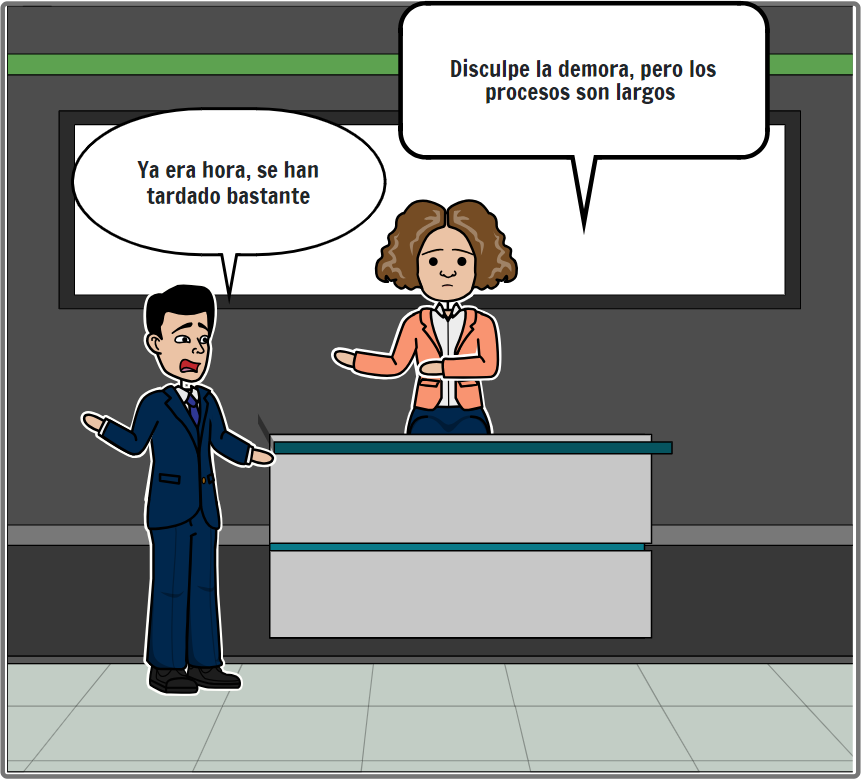 Disculpe la demora, pero los
procesos son largos
Ya era hora, se han
tardado bastante